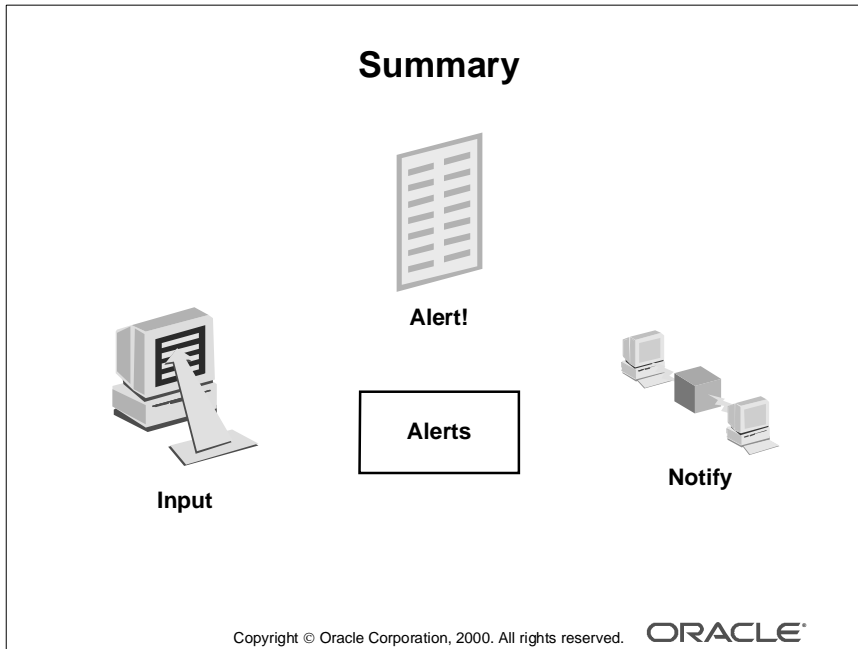 Summary
Alert!
Alerts
Input
Notify
Copyright © Oracle Corporation, 2000. All rights reserved. ORACLE®